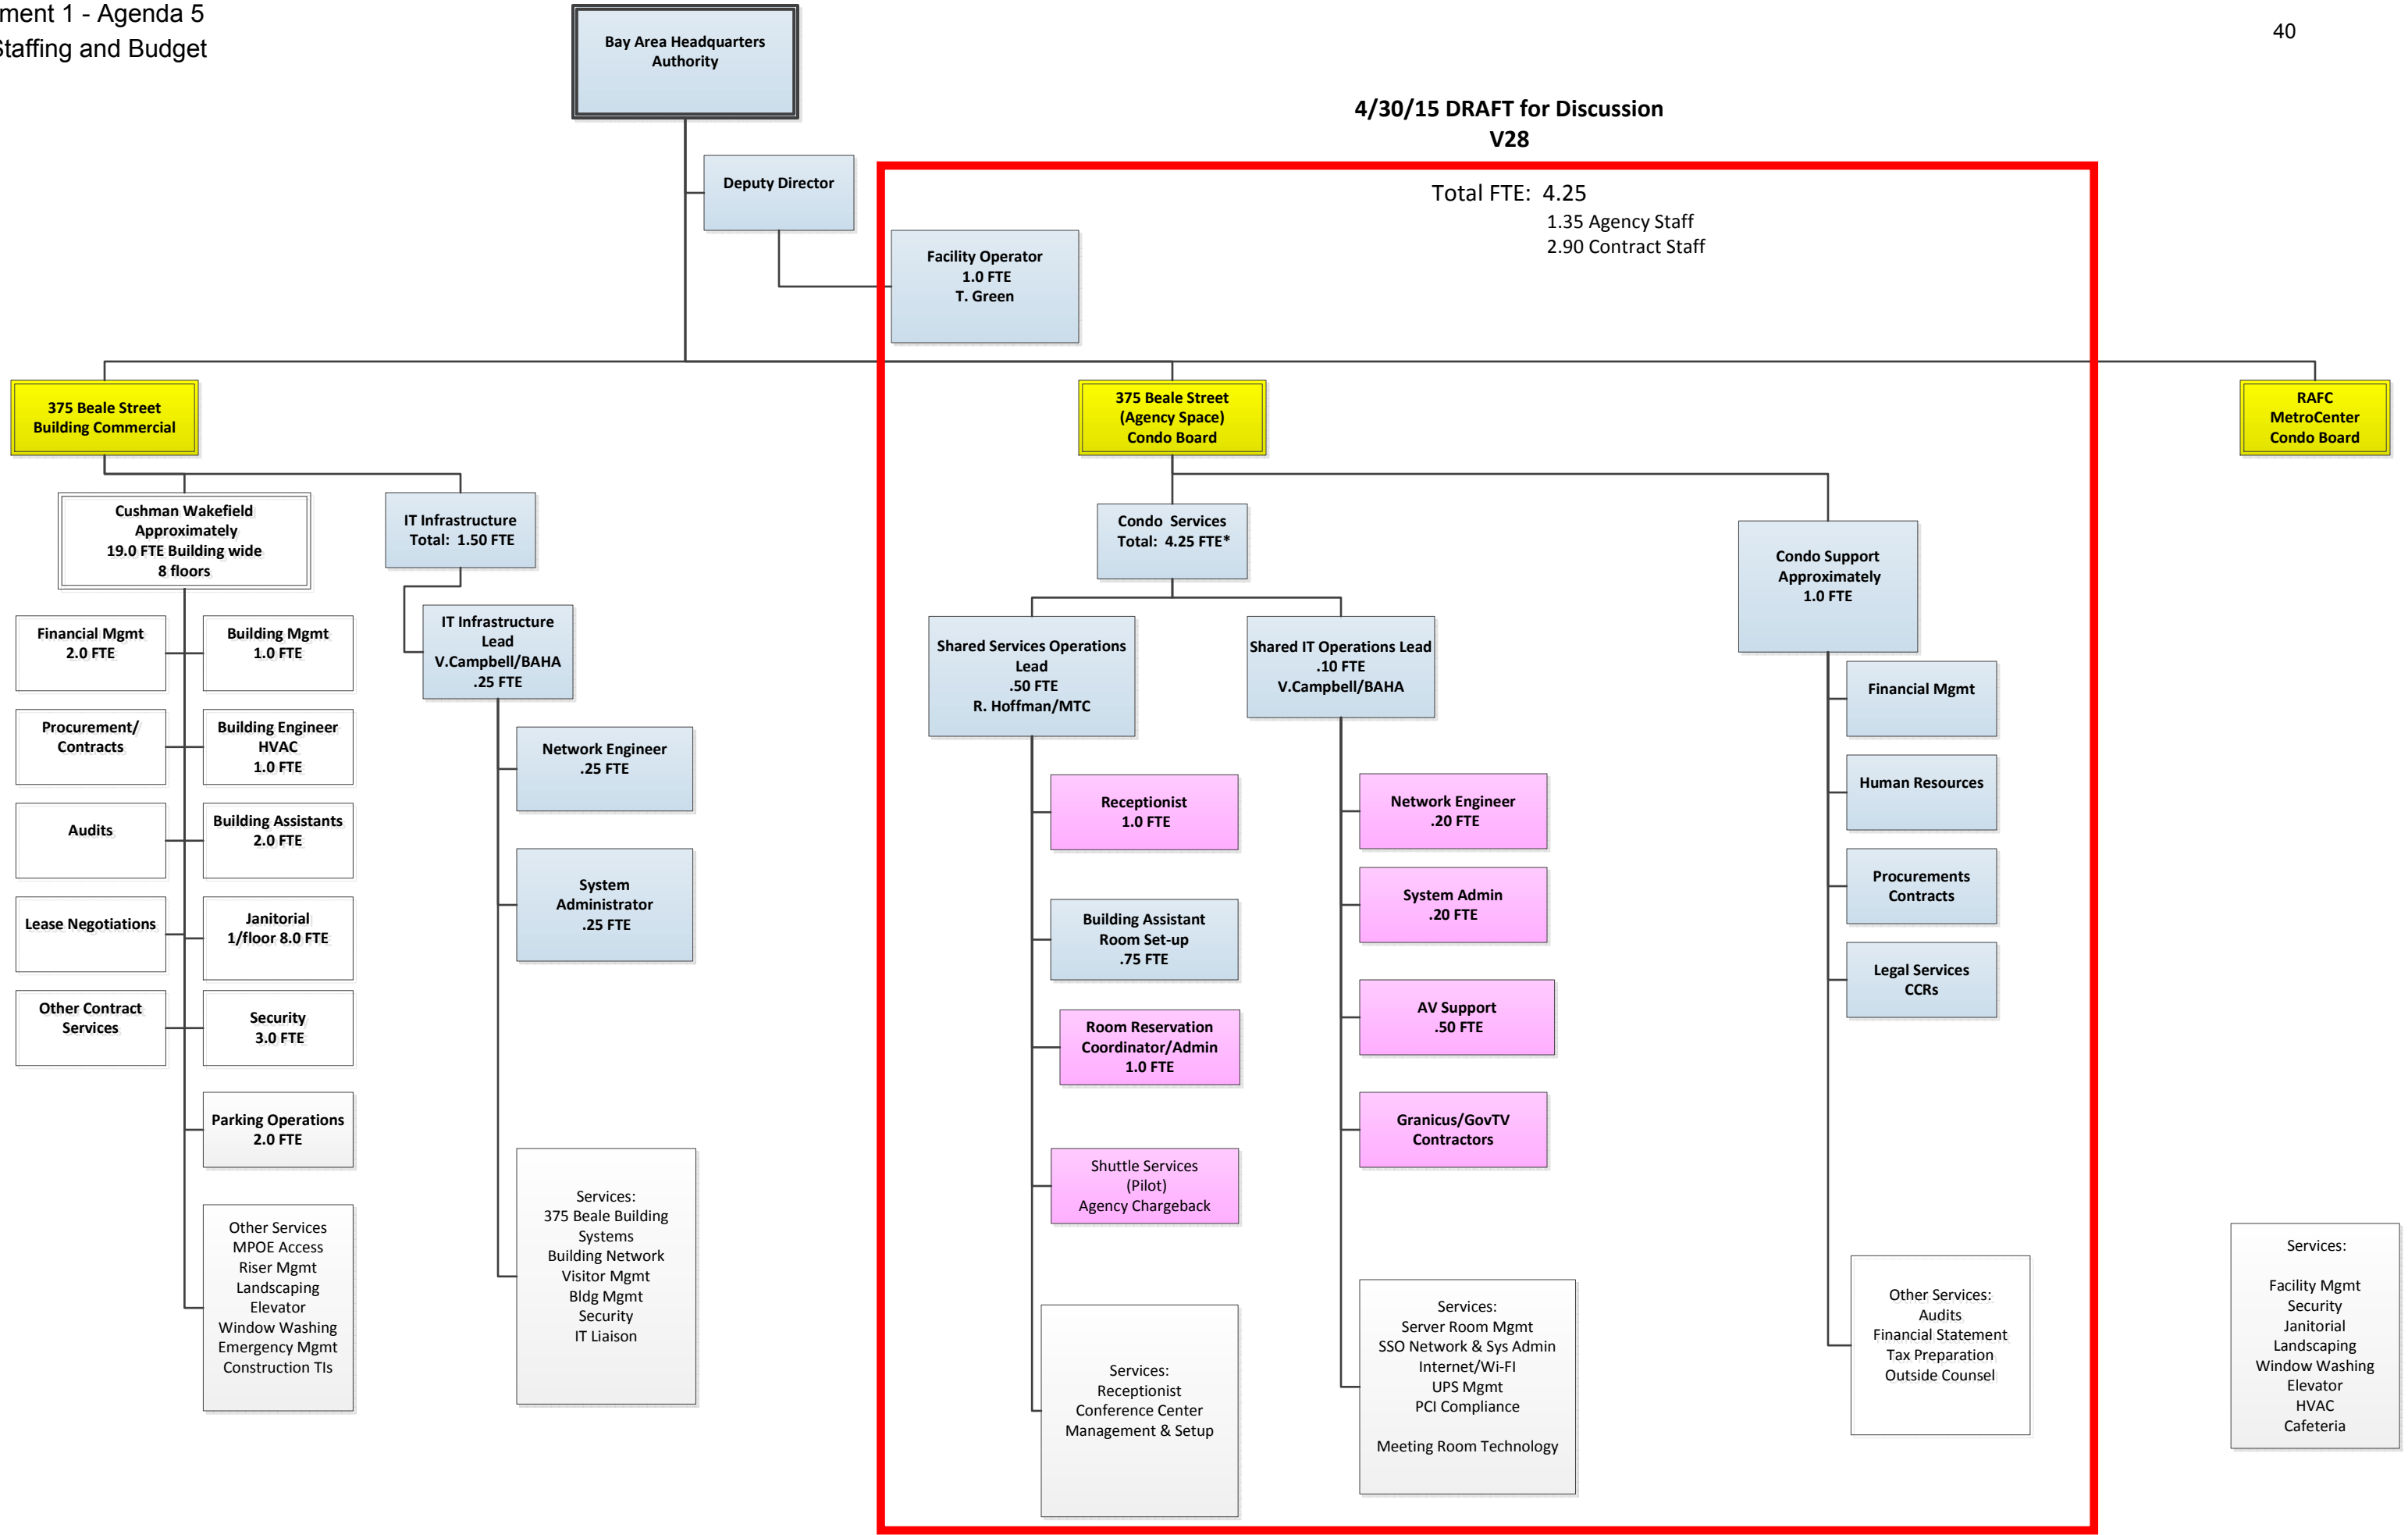 ment 1 - Agenda 5
Staffing and Budget
40
Bay Area Headquarters
Authority
4/30/15 DRAFT for Discussion
V28
Deputy Director
Total FTE: 4.25
1.35 Agency Staff
2.90 Contract Staff
Facility Operator
1.0 FTE
T. Green
375 Beale Street
Building Commercial
375 Beale Street
(Agency Space)
Condo Board
RAFC
MetroCenter
Condo Board
Cushman Wakefield
Approximately
19.0 FTE Building wide
8 floors
IT Infrastructure
Total: 1.50 FTE
Condo Services
Total: 4.25 FTE*
Condo Support
Approximately
1.0 FTE
Financial Mgmt
2.0 FTE
Building Mgmt
1.0 FTE
Procurement/
Contracts
Building Engineer
HVAC
1.0 FTE
Audits
Building Assistants
2.0 FTE
Lease Negotiations
Janitorial
1/floor 8.0 FTE
Other Contract
Services
Security
3.0 FTE
Parking Operations
2.0 FTE
Other Services
MPOE Access
Riser Mgmt
Landscaping
Elevator
Window Washing
Emergency Mgmt
Construction TIs
IT Infrastructure
Lead
V.Campbell/BAHA
.25 FTE
Network Engineer
.25 FTE
System
Administrator
.25 FTE
Services:
375 Beale Building
Systems
Building Network
Visitor Mgmt
Bldg Mgmt
Security
IT Liaison
Shared Services Operations
Lead
.50 FTE
R. Hoffman/MTC
Receptionist
1.0 FTE
Building Assistant
Room Set-up
.75 FTE
Room Reservation
Coordinator/Admin
1.0 FTE
Shuttle Services
(Pilot)
Agency Chargeback
Services:
Receptionist
Conference Center
Management & Setup
Shared IT Operations Lead
.10 FTE
V.Campbell/BAHA
Network Engineer
.20 FTE
System Admin
.20 FTE
AV Support
.50 FTE
Granicus/GovTV
Contractors
Services:
Server Room Mgmt
SSO Network & Sys Admin
Internet/Wi-FI
UPS Mgmt
PCI Compliance
Meeting Room Technology
Financial Mgmt
Human Resources
Procurements
Contracts
Legal Services
CCRs
Other Services:
Audits
Financial Statement
Tax Preparation
Outside Counsel
Services:
Facility Mgmt
Security
Janitorial
Landscaping
Window Washing
Elevator
HVAC
Cafeteria